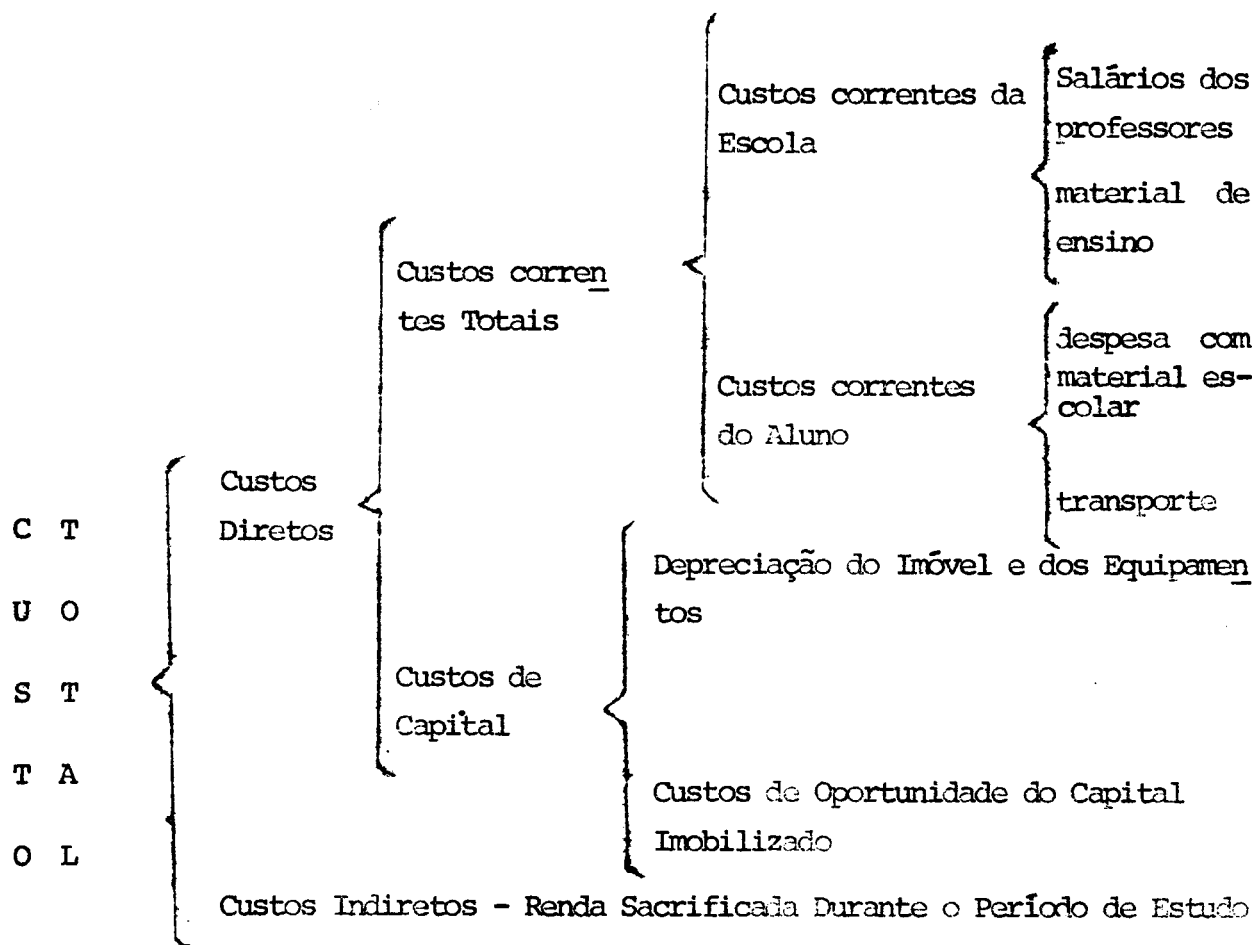 Custos correntes da
Escola
Salários dos
professores
material de
ensino
Custos corren
tes Totais
despesa com
material es-
colar
Custos correntes
do Aluno
transporte
Custos
Diretos
Depreciação do Imóvel e dos Equipamen
tos
Custos de
Capital
Custos de Oportunidade do Capital
Imobilizado
C T
U O
S T
T A
O L
Custos Indiretos - Renda Sacrificada Durante o Período de Estudo